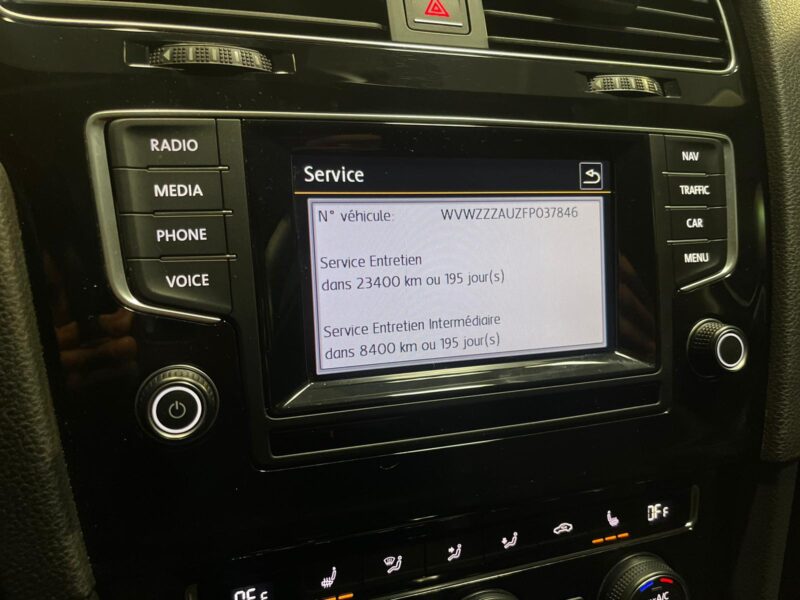 RADIO
MEDIA
PHONE
VOICE
Service
N° véhicule: WVWZZZAUZFP037846
Service Entretien
dans 23400 km ou 195 jour(s)
Service Entretien Intermédiaire
dans 8400 km ou 195 jour(s)
NAV
TRAFFIC
CAR
MENU
OFF
A/C